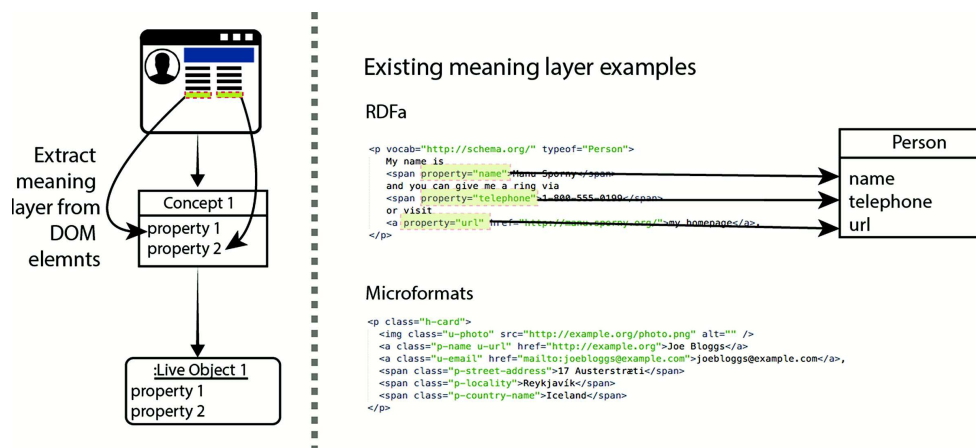 Extract
meaning
layer from
DOM
elemnts
Concept 1
property 1
property 2
:Live Object 1
property 1
property 2
Existing meaning layer examples
RDFa
<p vocab="http://schema.org/" typeof="Person">
My name is
<span property="name">Manu Sporny</span>
and you can give me a ring via
<span property="telephone">1-800-555-0199</span>
or visit
<a property="url" href="http://manu.sporny.org/">my homepage</a>.
</p>
Person
name
telephone
url
Microformats
<p class="h-card">
<img class="u-photo" src="http://example.org/photo.png" alt="" />
<a class="p-name u-url" href="http://example.org">Joe Bloggs</a>
<a class="u-email" href="mailto:joebloggs@example.com">joebloggs@example.com</a>,
<span class="p-street-address">17 Austerstræti</span>
<span class="p-locality">Reykjavík</span>
<span class="p-country-name">Iceland</span>
</p>